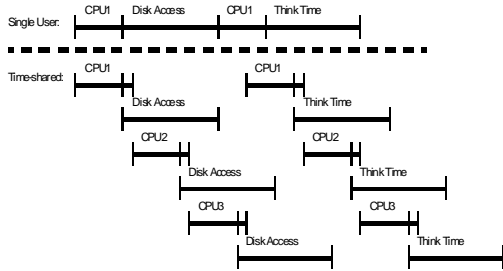 Single User: CPU1 Disk Access CPU1 Think Time
Time-shared: CPU1 CPU1
Disk Access Think Time
CPU2 CPU2
Disk Access Think Time
CPU3 CPU3
Disk Access Think Time